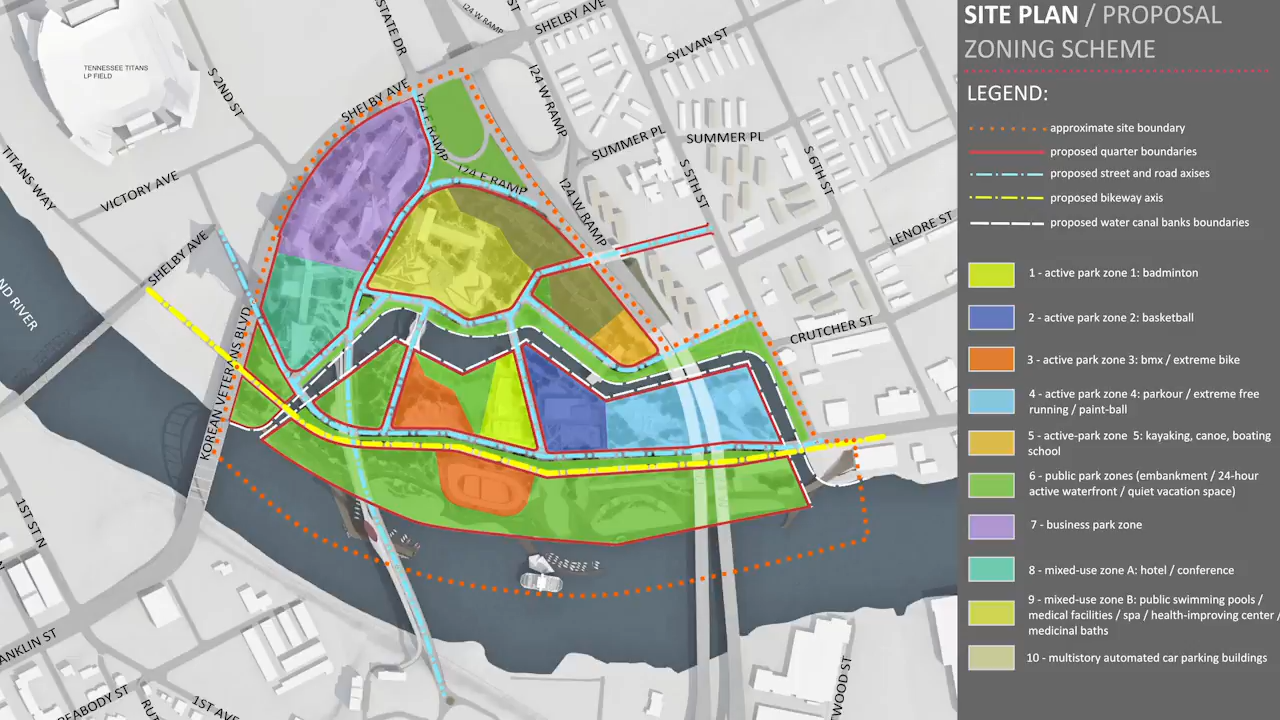 SITE PLAN / PROPOSAL
ZONING SCHEME
LEGEND:
approximate site boundary
proposed quarter boundaries
proposed street and road axises
proposed bikeway axis
proposed water canal banks boundaries
1 - active park zone 1: badminton
2 - active park zone 2: basketball
3 - active park zone 3: bmx / extreme bike
4 - active park zone 4: parkour / extreme free
running / paint-ball
5 - active-park zone 5: kayaking, canoe, boating
school
6 - public park zones (embankment / 24-hour
active waterfront / quiet vacation space)
7 - business park zone
8 - mixed-use zone A: hotel / conference
9 - mixed-use zone B: public swimming pools /
medical facilities / spa / health-improving center /
medicinal baths
10 - multistory automated car parking buildings
TENNESSEE TITANS
LP FIELD
S 2ND ST
STATE DR
I24 W RAMP
ST
SHELBY AVE
SYLVAN ST
SHELBY AVE
I24 E RAMP
I24 W RAMP
SUMMER PL
SUMMER PL
S 5TH ST
S 6TH ST
TITANS WAY
VICTORY AVE
I24 E RAMP
I24 W RAMP
LENORE ST
SHELBY AVE
ND RIVER
KOREAN VETERANS BLVD
CRUTCHER ST
1ST ST N
ANKLIN ST
PEABODY ST
RUT
1ST AVE
TWOOD ST